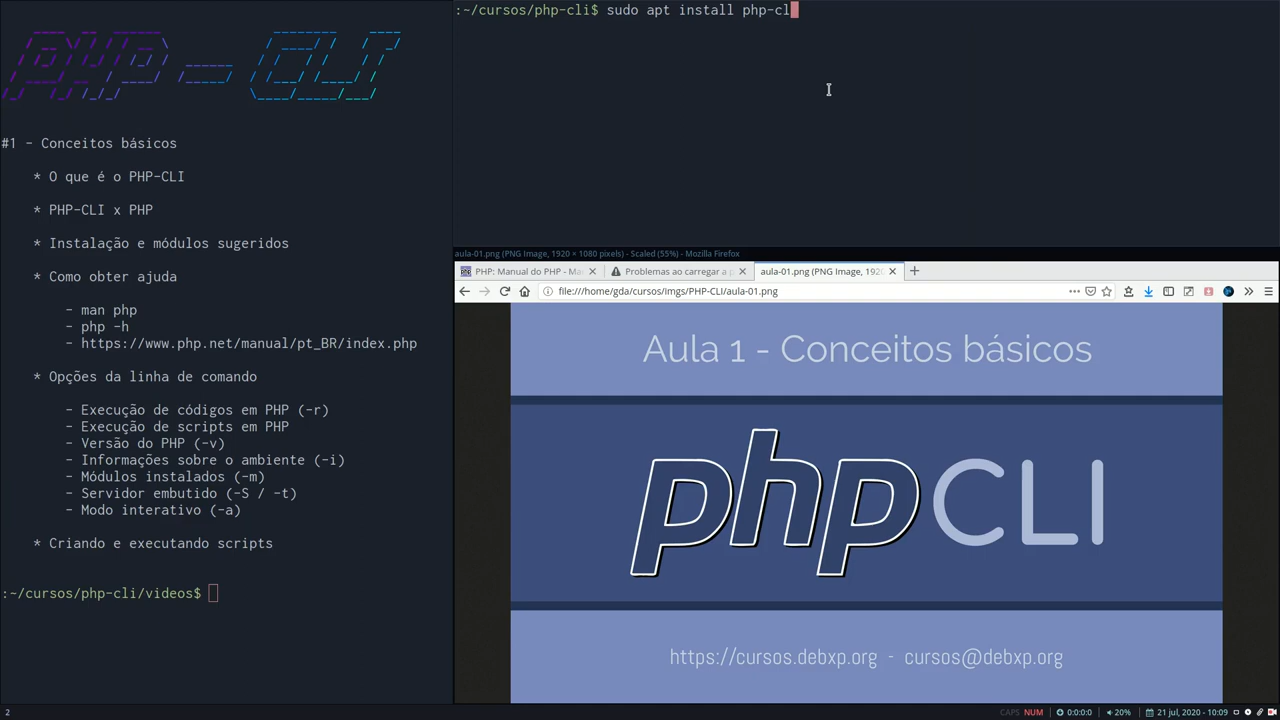 PHP - CLI
#1 - Conceitos básicos
* O que é o PHP-CLI
* PHP-CLI x PHP
* Instalação e módulos sugeridos
* Como obter ajuda
- man php
- php -h
- https://www.php.net/manual/pt_BR/index.php
* Opções da linha de comando
- Execução de códigos em PHP (-r)
- Execução de scripts em PHP
- Versão do PHP (-v)
- Informações sobre o ambiente (-i)
- Módulos instalados (-m)
- Servidor embutido (-S / -t)
- Modo interativo (-a)
* Criando e executando scripts
:~/cursos/php-cli/videos$
:~/cursos/php-cli$ sudo apt install php-cl
aula-01.png (PNG Image, 1920 × 1080 pixels) - Scaled (55%) - Mozilla Firefox
PHP: Manual do PHP - Ma
Problemas ao carregar a p
aula-01.png (PNG Image, 192
file:///home/gda/cursos/imgs/PHP-CLI/aula-01.png
Aula 1 - Conceitos básicos
php CLI
https://cursos.debxp.org - cursos@debxp.org
2
CAPS NUM
0:0:0:0
20%
21 jul, 2020 - 10:09